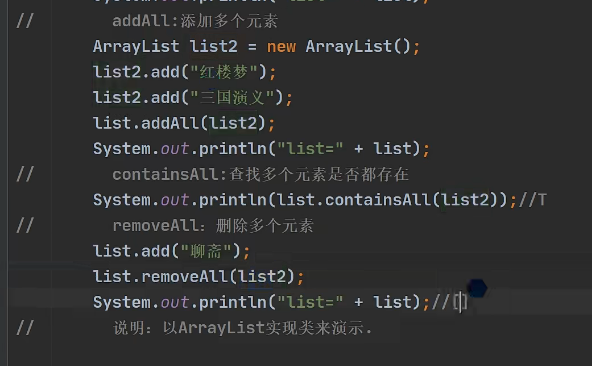 //       addAll:添加多个元素
ArrayList list2 = new ArrayList();
list2.add("红楼梦");
list2.add("三国演义");
list.addAll(list2);
System.out.println("list=" + list);
//       containsAll:查找多个元素是否都存在
System.out.println(list.containsAll(list2));//T
//       removeAll：删除多个元素
list.add("聊斋");
list.removeAll(list2);
System.out.println("list=" + list);//[]
//       说明：以ArrayList实现类来演示.